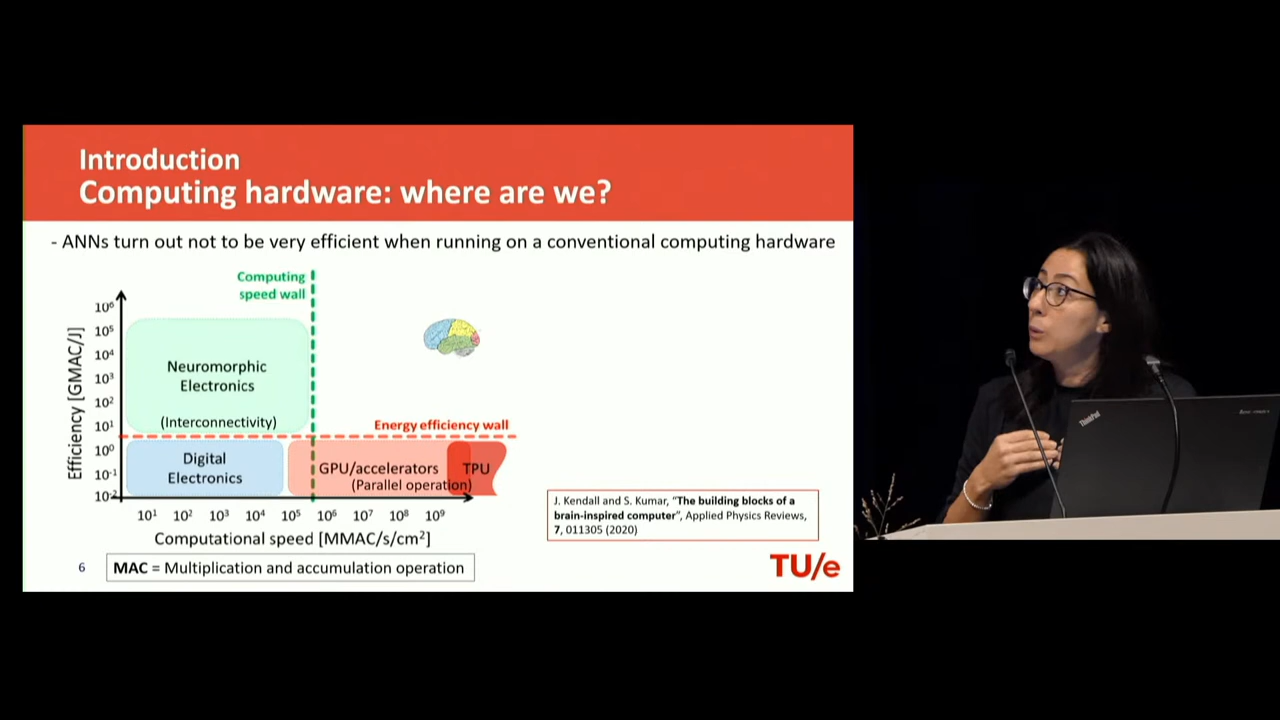 Introduction
Computing hardware: where are we?
- ANNs turn out not to be very efficient when running on a conventional computing hardware
Computing
speed wall
Efficiency [GMAC/J]
10⁶
10⁵
10⁴
10³
10²
10¹
10⁰
10⁻¹
10⁻²
Neuromorphic
Electronics
(Interconnectivity)
Energy efficiency wall
Digital
Electronics
GPU/accelerators
(Parallel operation)
TPU
10¹ 10² 10³ 10⁴ 10⁵ 10⁶ 10⁷ 10⁸ 10⁹
Computational speed [MMAC/s/cm²]
J. Kendall and S. Kumar, "The building blocks of a
brain-inspired computer", Applied Physics Reviews,
7, 011305 (2020)
6
MAC = Multiplication and accumulation operation
TU/e
ThinkPad